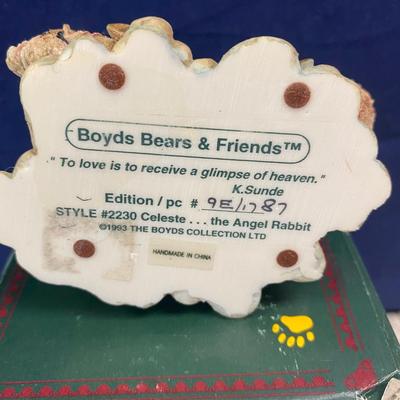 Boyds Bears & Friends™
" To love is to receive a glimpse of heaven. "
K.Sunde
Edition / pc # 9E/1787
STYLE #2230 Celeste . . . the Angel Rabbit
©1993 THE BOYDS COLLECTION LTD
HANDMADE IN CHINA